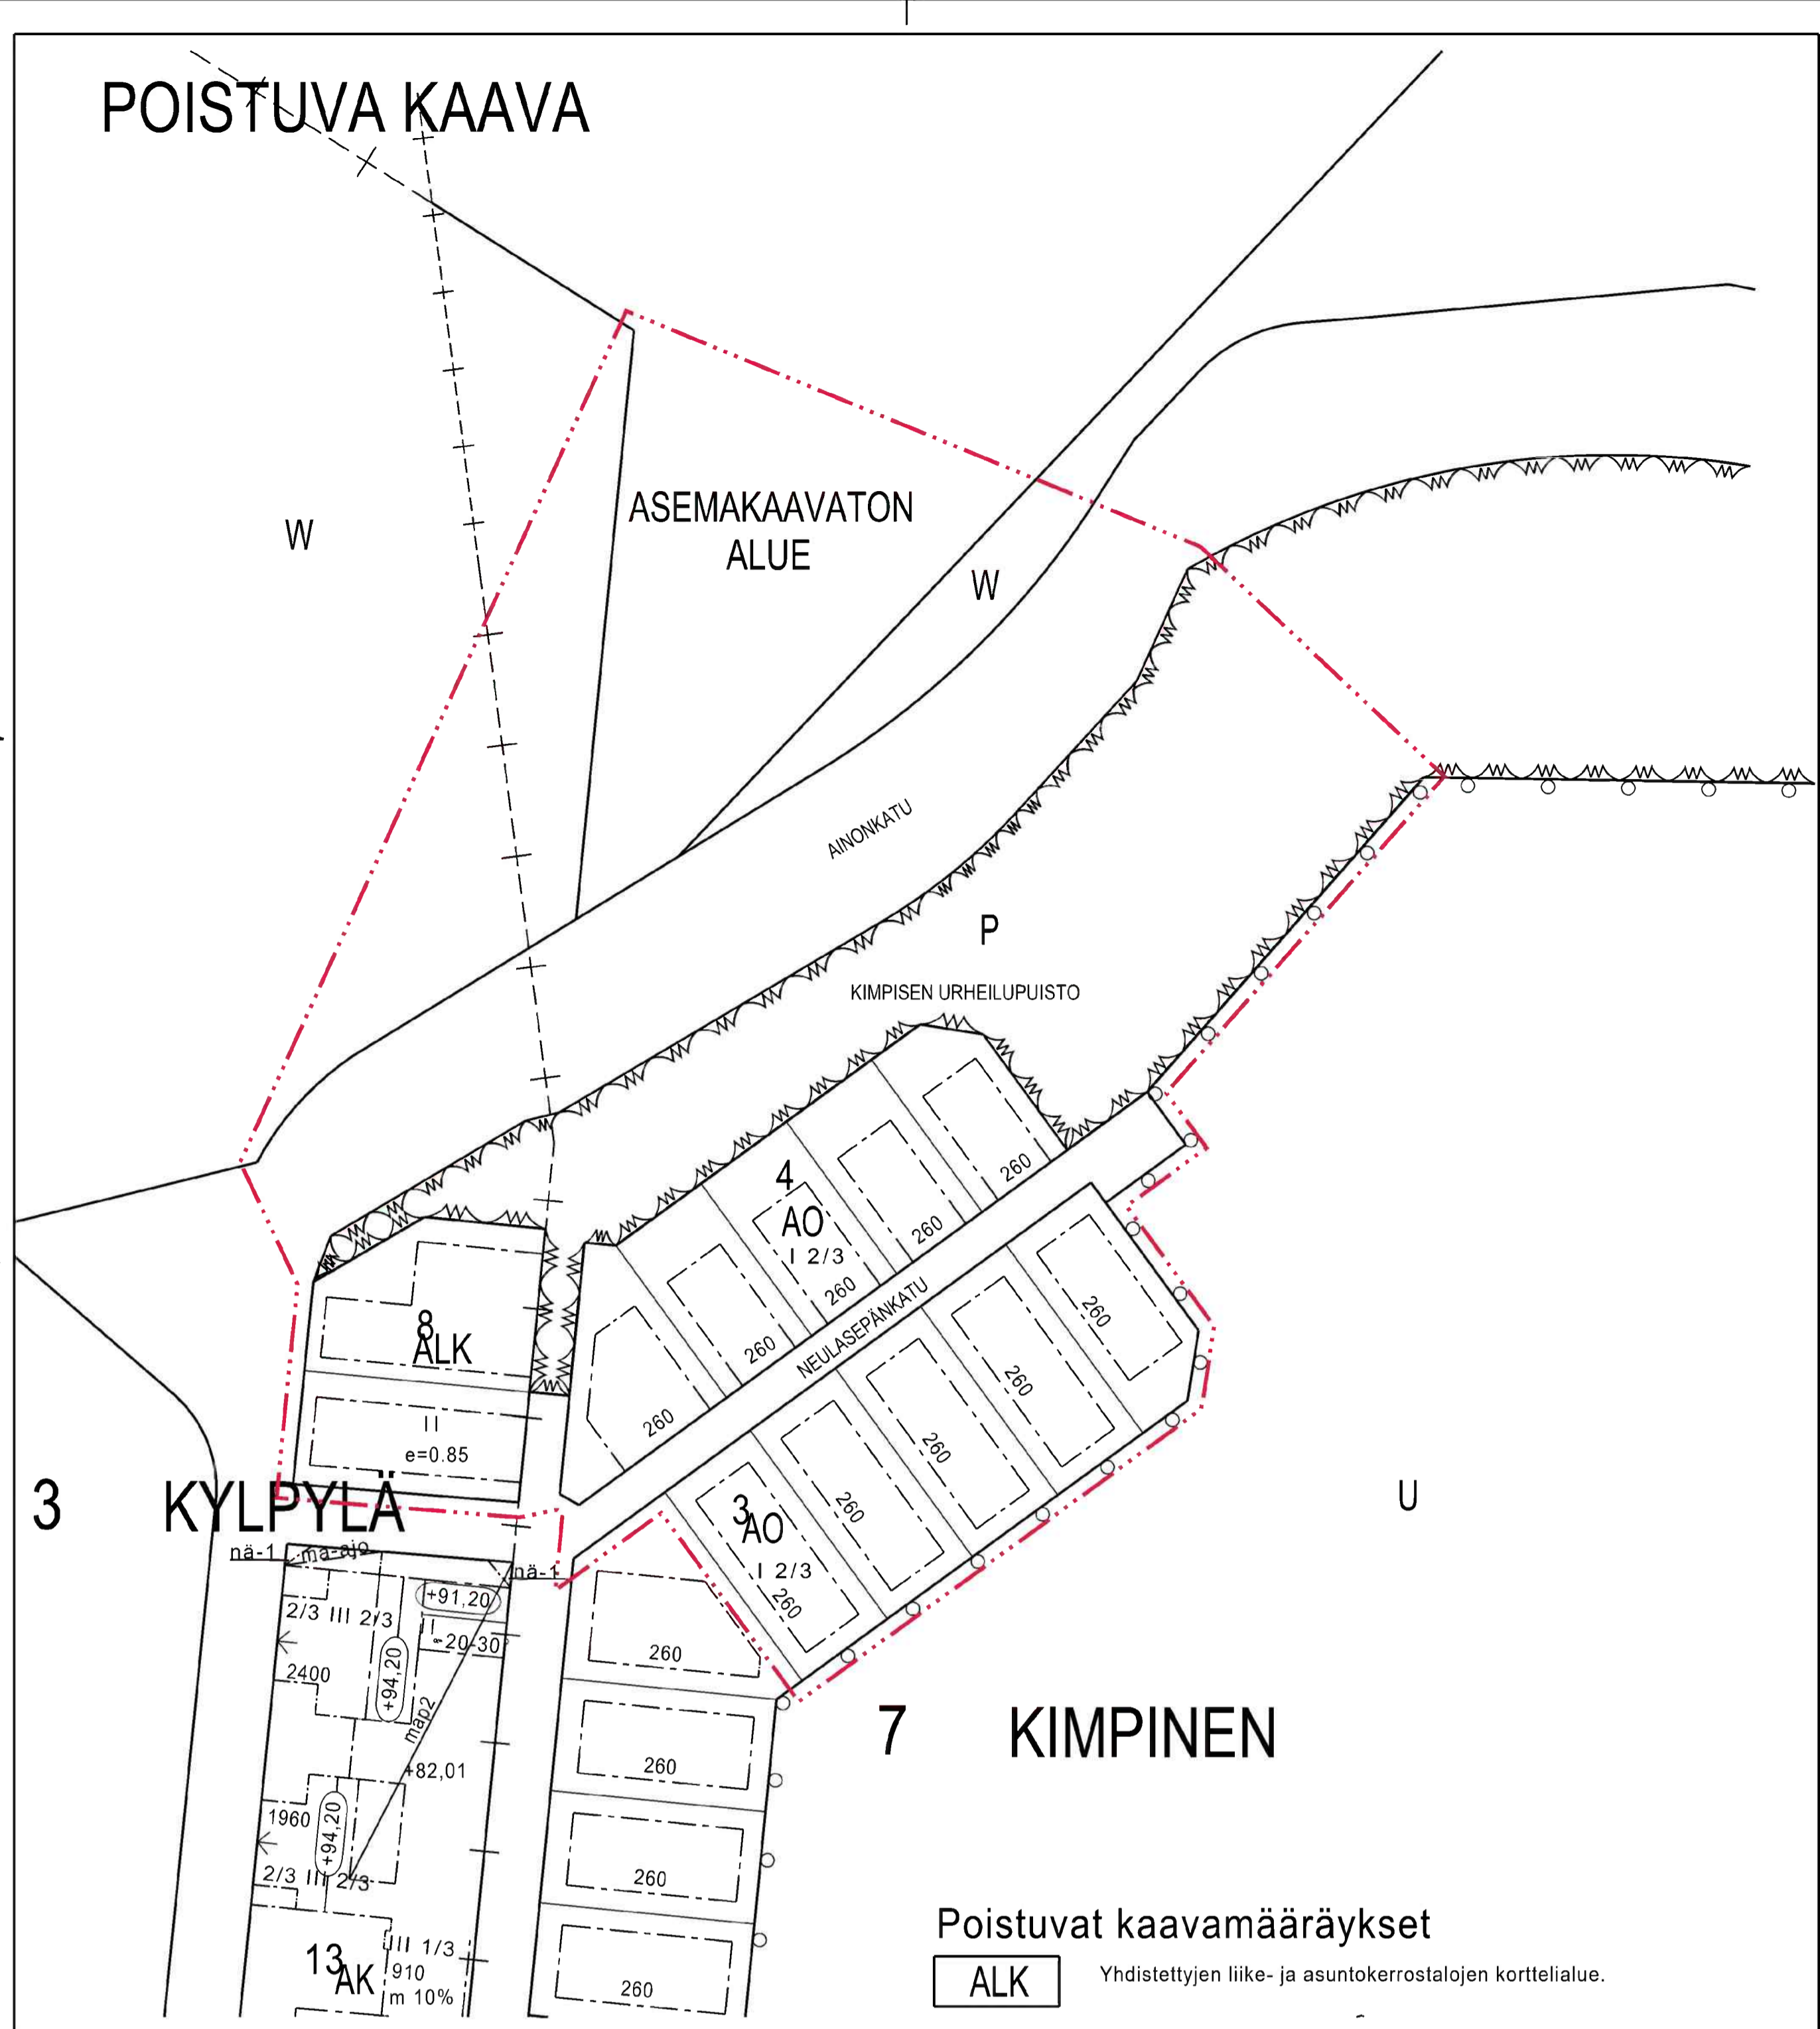 POISTUVA KAAVA
W
ASEMAKAAVATON
ALUE
W
AINONKATU
P
KIMPISEN URHEILUPUISTO
4
AO
I 2/3
260
260
260
260
260
NEULASEPÄNKATU
8
ALK
II
e=0.85
260
260
260
260
260
3
AO
I 2/3
U
3 KYLPYLÄ
nä-1
ma-ajo
nä-1
+91,20
2/3 III 2/3
II
~20-30
2400
+94,20
map2
+82,01
1960
+94,20
2/3 III 2/3
13
AK
III 1/3
910
m 10%
260
260
260
260
7 KIMPINEN
Poistuvat kaavamääräykset
ALK
Yhdistettyjen liike- ja asuntokerrostalojen korttelialue.